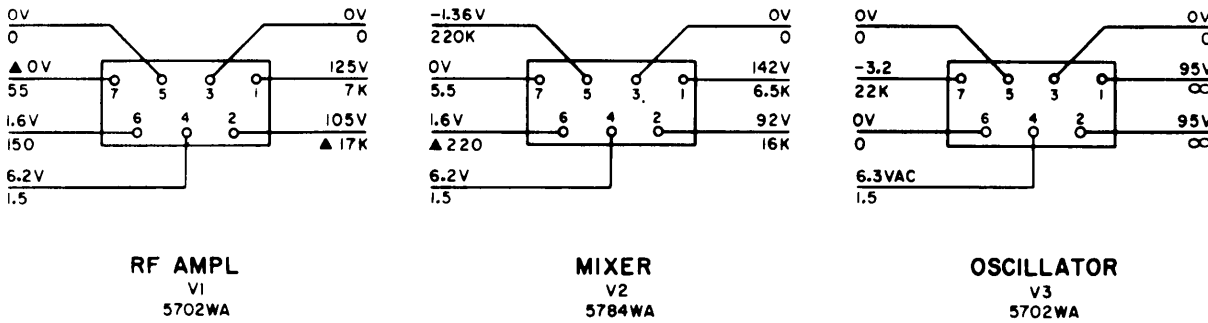 0V
0
0V
0
▲ 0V
55
125V
7K
7 5 3 1
1.6V
150
6 4 2
105V
▲ 17K
6.2V
1.5
RF AMPL
V1
5702WA
-1.36V
220K
0V
0
0V
5.5
142V
6.5K
7 5 3 1
1.6V
▲ 220
6 4 2
92V
16K
6.2V
1.5
MIXER
V2
5784WA
0V
0
0V
0
-3.2
22K
95V
∞
7 5 3 1
0V
0
6 4 2
95V
∞
6.3VAC
1.5
OSCILLATOR
V3
5702WA